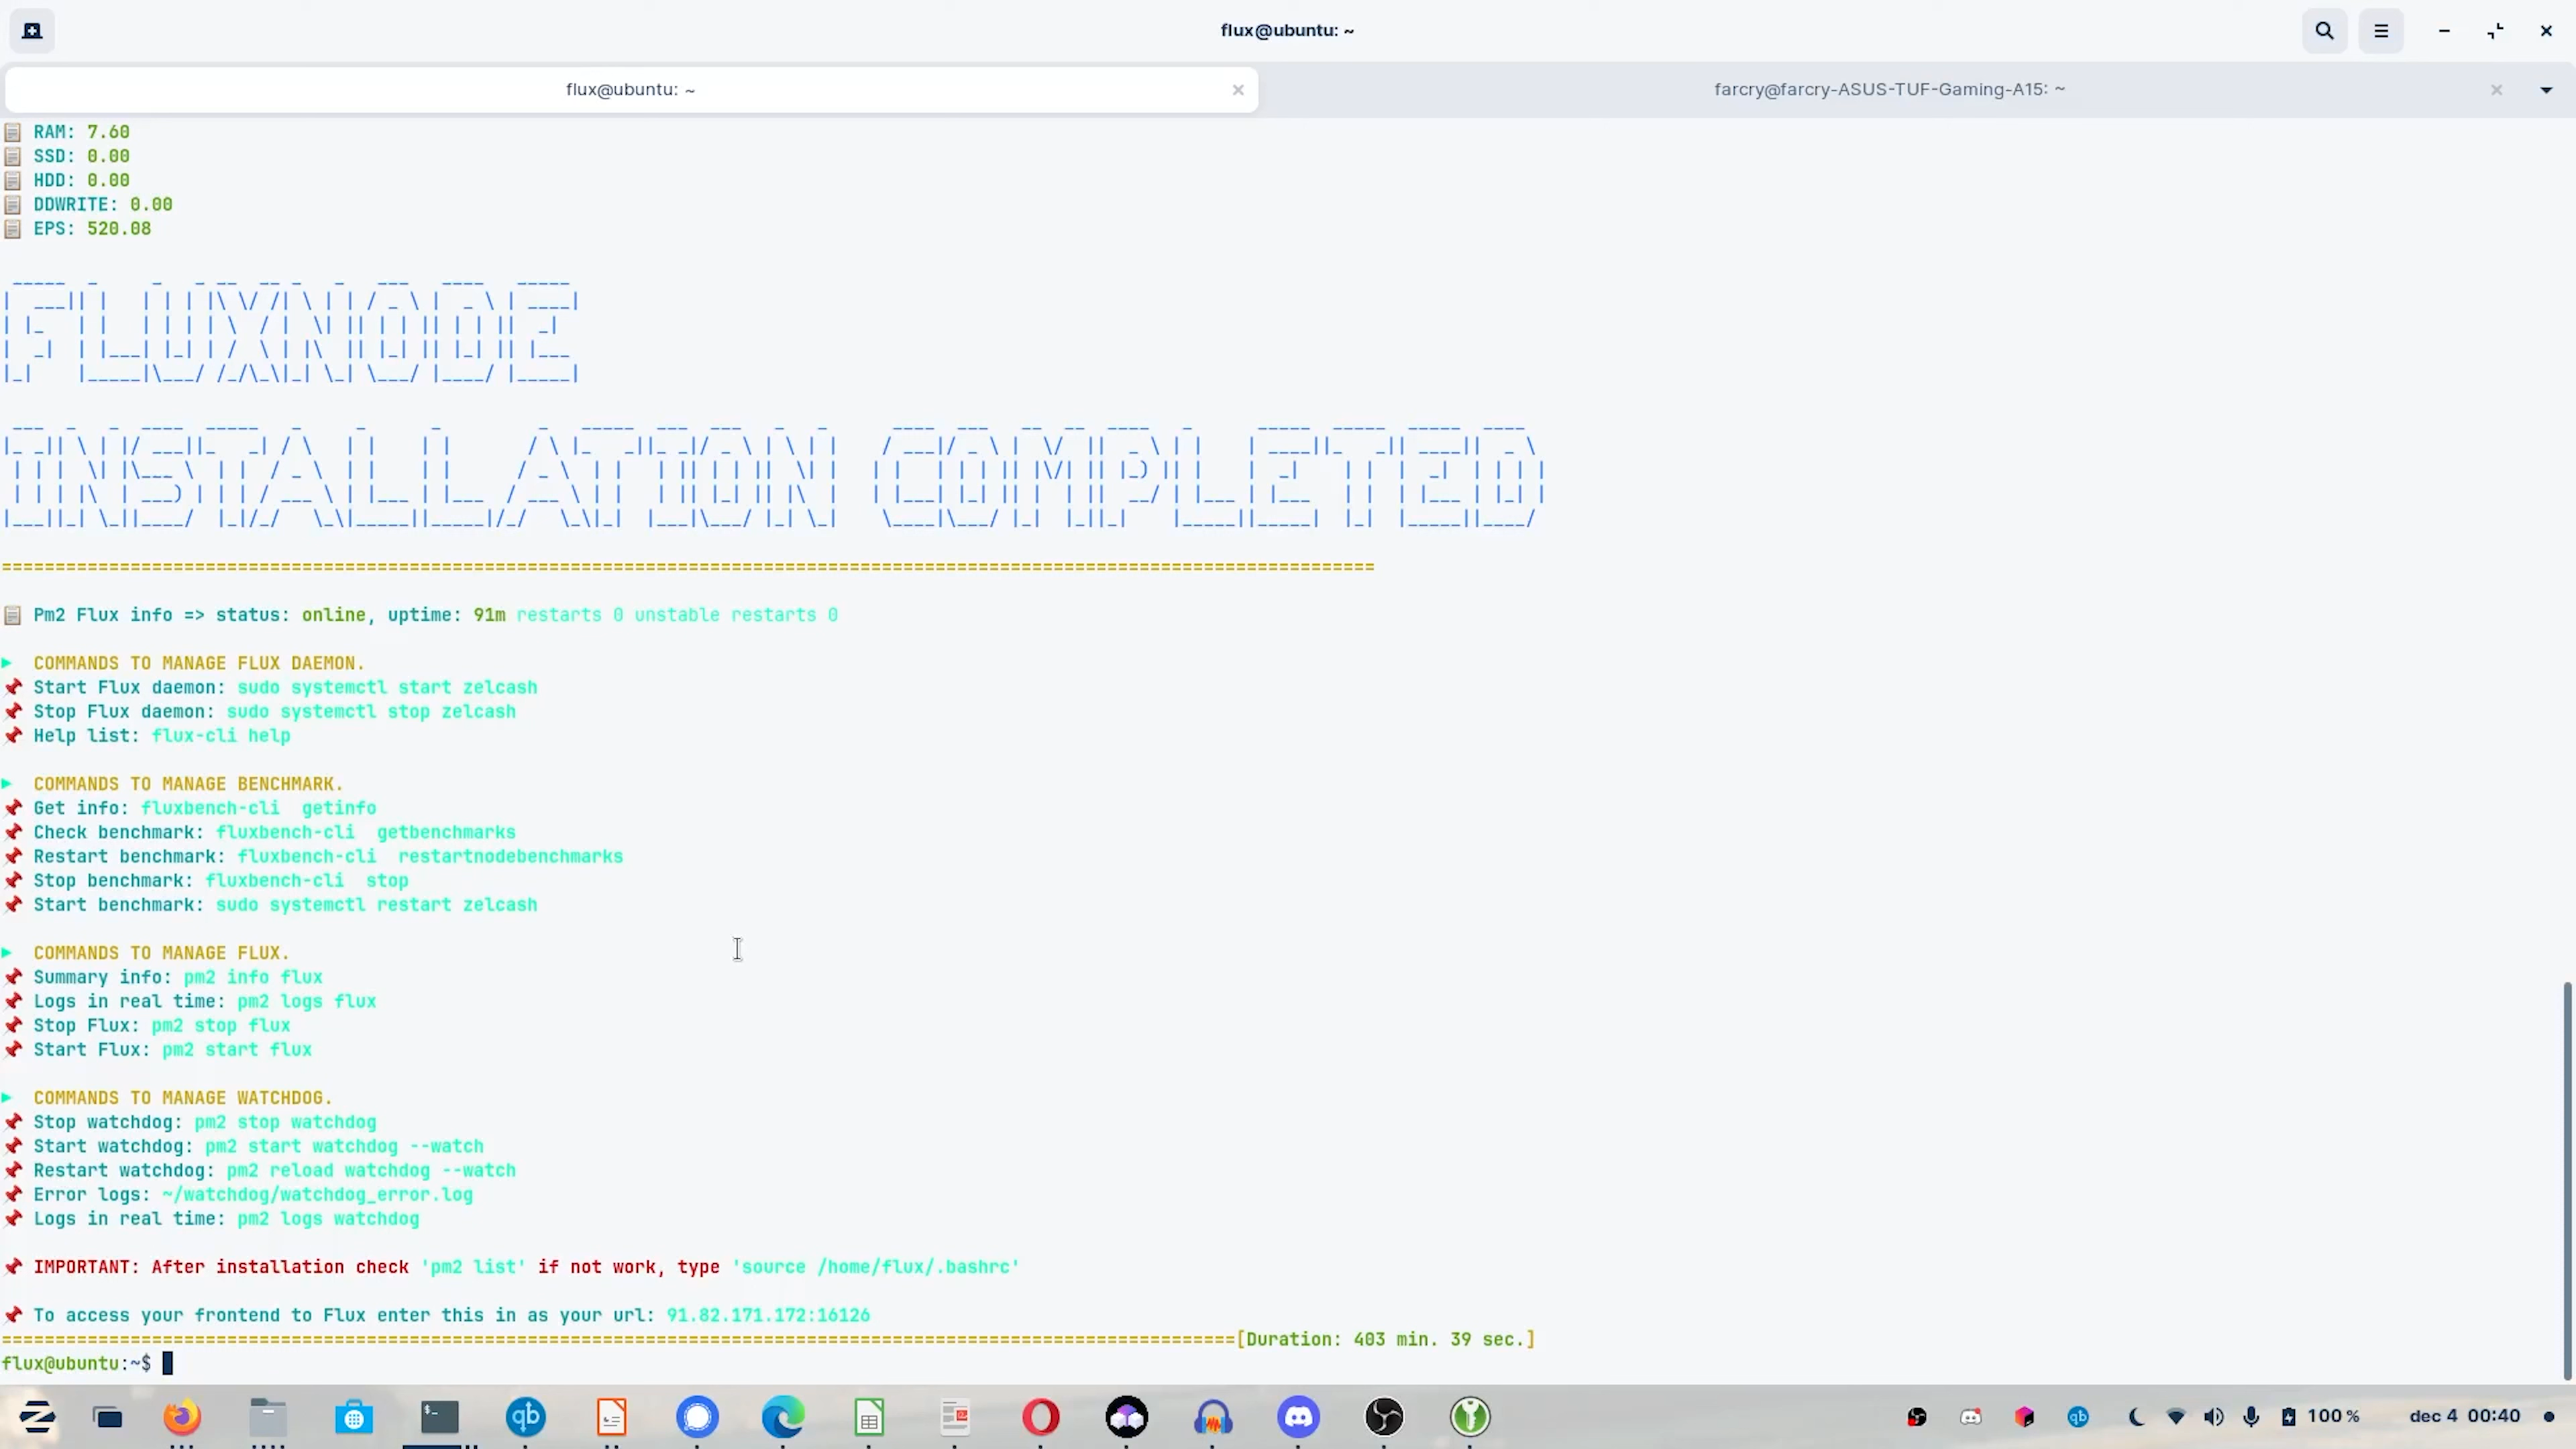 flux@ubuntu: ~
flux@ubuntu: ~
farcry@farcry-ASUS-TUF-Gaming-A15: ~
RAM: 7.60
SSD: 0.00
HDD: 0.00
DDWRITE: 0.00
EPS: 520.08
FLUXNODE
INSTALLATION COMPLETED
Pm2 Flux info => status: online, uptime: 91m restarts 0 unstable restarts 0
COMMANDS TO MANAGE FLUX DAEMON.
Start Flux daemon: sudo systemctl start zelcash
Stop Flux daemon: sudo systemctl stop zelcash
Help list: flux-cli help
COMMANDS TO MANAGE BENCHMARK.
Get info: fluxbench-cli  getinfo
Check benchmark: fluxbench-cli  getbenchmarks
Restart benchmark: fluxbench-cli  restartnodebenchmarks
Stop benchmark: fluxbench-cli  stop
Start benchmark: sudo systemctl restart zelcash
COMMANDS TO MANAGE FLUX.
Summary info: pm2 info flux
Logs in real time: pm2 logs flux
Stop Flux: pm2 stop flux
Start Flux: pm2 start flux
COMMANDS TO MANAGE WATCHDOG.
Stop watchdog: pm2 stop watchdog
Start watchdog: pm2 start watchdog --watch
Restart watchdog: pm2 reload watchdog --watch
Error logs: ~/watchdog/watchdog_error.log
Logs in real time: pm2 logs watchdog
IMPORTANT: After installation check 'pm2 list' if not work, type 'source /home/flux/.bashrc'
To access your frontend to Flux enter this in as your url: 91.82.171.172:16126
[Duration: 403 min. 39 sec.]
flux@ubuntu:~$
100 %
dec 4 00:40